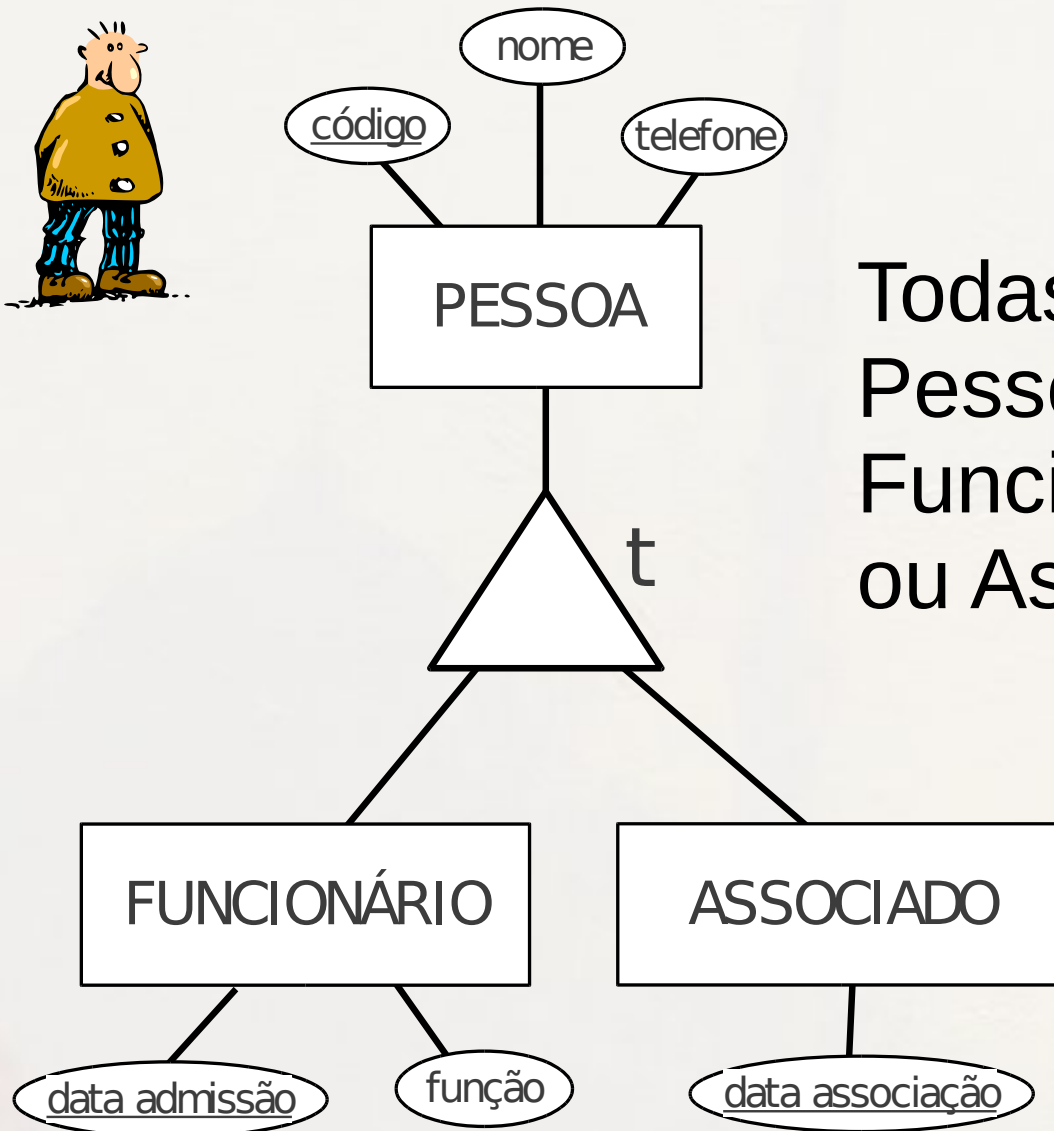 nome
código
telefone
PESSOA
Todas
Pesso
Funci
ou As
t
FUNCIONÁRIO
ASSOCIADO
data admissão
função
data associação